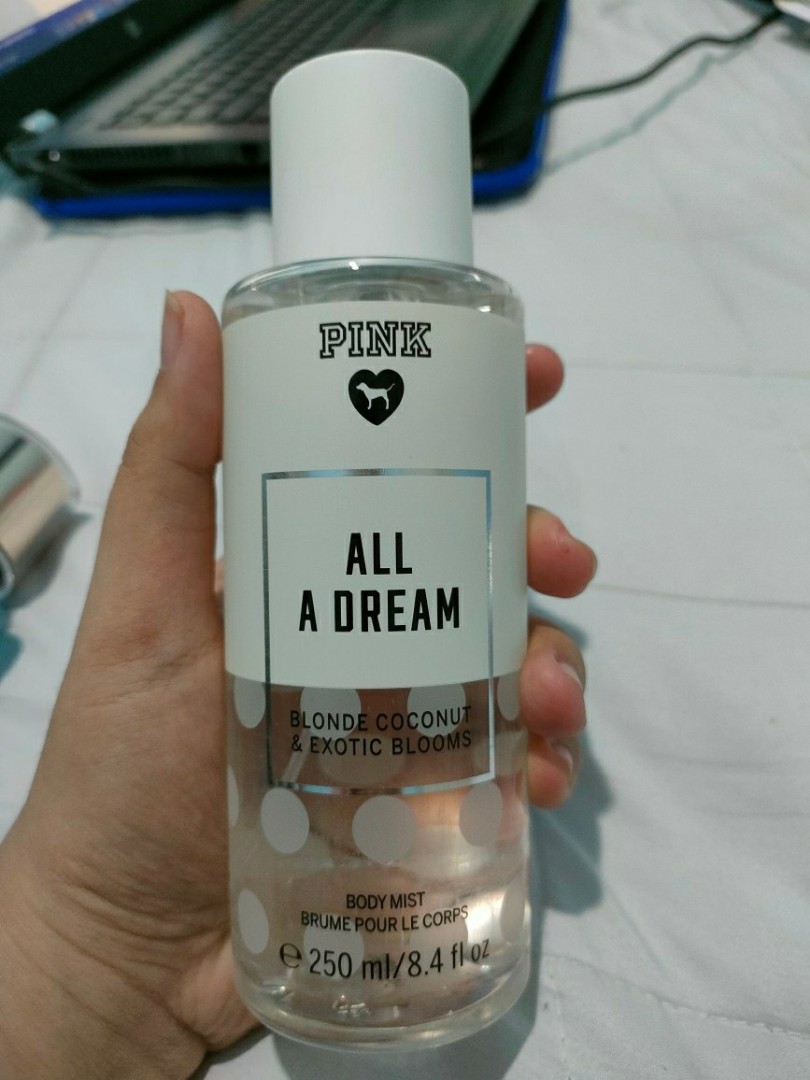 PINK
ALL
A DREAM
BLONDE COCONUT
& EXOTIC BLOOMS
BODY MIST
BRUME POUR LE CORPS
℮ 250 ml/8.4 fl oz